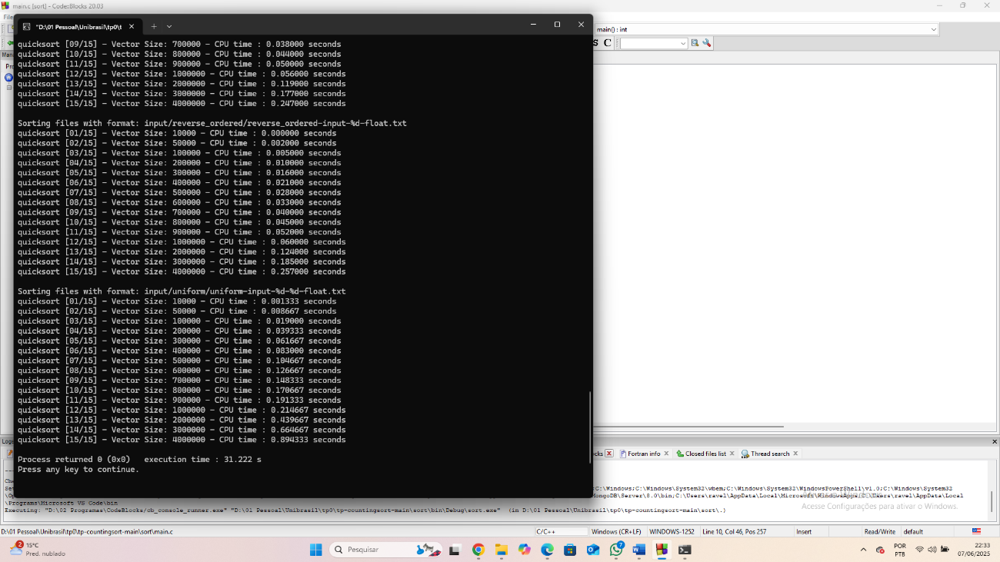 main.c [sort] - Code::Blocks 20.03
File
"D:\01 Pessoal\Unibrasil\tp0\t
main() : int
S C
quicksort [09/15] - Vector Size: 700000 - CPU time : 0.038000 seconds
quicksort [10/15] - Vector Size: 800000 - CPU time : 0.044000 seconds
quicksort [11/15] - Vector Size: 900000 - CPU time : 0.050000 seconds
quicksort [12/15] - Vector Size: 1000000 - CPU time : 0.056000 seconds
quicksort [13/15] - Vector Size: 2000000 - CPU time : 0.119000 seconds
quicksort [14/15] - Vector Size: 3000000 - CPU time : 0.177000 seconds
quicksort [15/15] - Vector Size: 4000000 - CPU time : 0.247000 seconds
Sorting files with format: input/reverse_ordered/reverse_ordered-input-%d-float.txt
quicksort [01/15] - Vector Size: 10000 - CPU time : 0.000000 seconds
quicksort [02/15] - Vector Size: 50000 - CPU time : 0.002000 seconds
quicksort [03/15] - Vector Size: 100000 - CPU time : 0.005000 seconds
quicksort [04/15] - Vector Size: 200000 - CPU time : 0.010000 seconds
quicksort [05/15] - Vector Size: 300000 - CPU time : 0.016000 seconds
quicksort [06/15] - Vector Size: 400000 - CPU time : 0.021000 seconds
quicksort [07/15] - Vector Size: 500000 - CPU time : 0.028000 seconds
quicksort [08/15] - Vector Size: 600000 - CPU time : 0.033000 seconds
quicksort [09/15] - Vector Size: 700000 - CPU time : 0.040000 seconds
quicksort [10/15] - Vector Size: 800000 - CPU time : 0.045000 seconds
quicksort [11/15] - Vector Size: 900000 - CPU time : 0.052000 seconds
quicksort [12/15] - Vector Size: 1000000 - CPU time : 0.060000 seconds
quicksort [13/15] - Vector Size: 2000000 - CPU time : 0.124000 seconds
quicksort [14/15] - Vector Size: 3000000 - CPU time : 0.185000 seconds
quicksort [15/15] - Vector Size: 4000000 - CPU time : 0.257000 seconds
Sorting files with format: input/uniform/uniform-input-%d-%d-float.txt
quicksort [01/15] - Vector Size: 10000 - CPU time : 0.001333 seconds
quicksort [02/15] - Vector Size: 50000 - CPU time : 0.008667 seconds
quicksort [03/15] - Vector Size: 100000 - CPU time : 0.019000 seconds
quicksort [04/15] - Vector Size: 200000 - CPU time : 0.039333 seconds
quicksort [05/15] - Vector Size: 300000 - CPU time : 0.061667 seconds
quicksort [06/15] - Vector Size: 400000 - CPU time : 0.083000 seconds
quicksort [07/15] - Vector Size: 500000 - CPU time : 0.104667 seconds
quicksort [08/15] - Vector Size: 600000 - CPU time : 0.126667 seconds
quicksort [09/15] - Vector Size: 700000 - CPU time : 0.148333 seconds
quicksort [10/15] - Vector Size: 800000 - CPU time : 0.170667 seconds
quicksort [11/15] - Vector Size: 900000 - CPU time : 0.191333 seconds
quicksort [12/15] - Vector Size: 1000000 - CPU time : 0.214667 seconds
quicksort [13/15] - Vector Size: 2000000 - CPU time : 0.439667 seconds
quicksort [14/15] - Vector Size: 3000000 - CPU time : 0.664667 seconds
quicksort [15/15] - Vector Size: 4000000 - CPU time : 0.894333 seconds
Process returned 0 (0x0)   execution time : 31.222 s
Press any key to continue.
Fortran info Closed files list Thread search
;C:\Windows;C:\Windows\System32\wbem;C:\Windows\System32\WindowsPowerShell\v1.0;C:\Windows\System32
\Programs\Microsoft VS Code\bin
Executing: "D:\02 Programas\CodeBlocks/cb_console_runner.exe" "D:\01 Pessoal\Unibrasil\tp0\tp-countingsort-main\sort\bin\Debug\sort.exe"  (in D:\01 Pessoal\Unibrasil\tp0\tp-countingsort-main\sort\.)
Acesse Configurações para ativar o Windows.
D:\01 Pessoal\Unibrasil\tp0\tp-countingsort-main\sort\main.c C/C++ Windows (CR+LF) WINDOWS-1252 Line 10, Col 46, Pos 257 Insert Read/Write default
2 15°C
Pred. nublado
Pesquisar
7
POR
PTB
22:33
07/06/2025